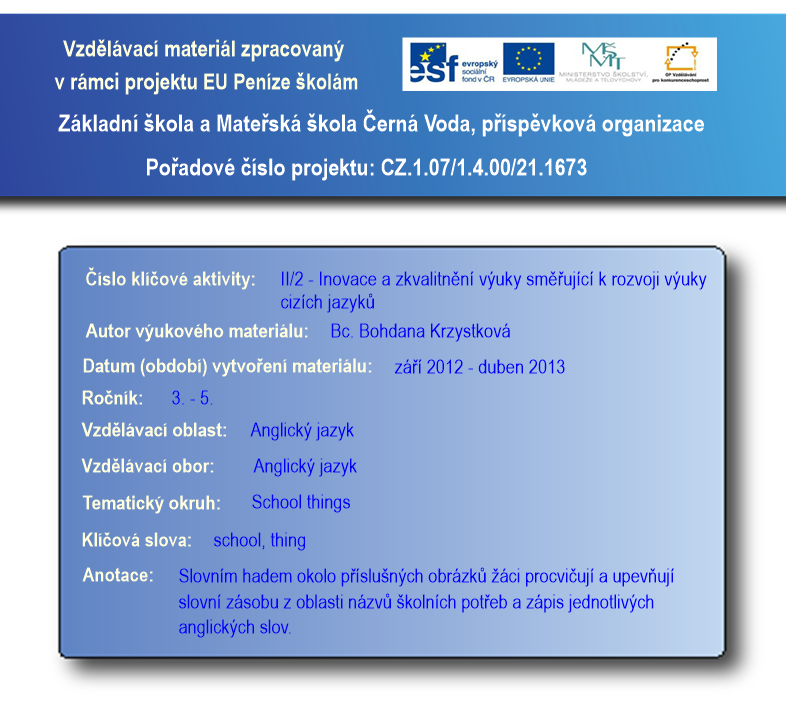 Vzdělávací materiál zpracovaný
v rámci projektu EU Peníze školám
esf evropský
sociální
fond v ČR
EVROPSKÁ UNIE
MINISTERSTVO ŠKOLSTVÍ,
MLÁDEŽE A TĚLOVÝCHOVY
OP Vzdělávání
pro konkurenceschopnost
Základní škola a Mateřská škola Černá Voda, příspěvková organizace
Pořadové číslo projektu: CZ.1.07/1.4.00/21.1673
Číslo klíčové aktivity: II/2 - Inovace a zkvalitnění výuky směřující k rozvoji výuky
cizích jazyků
Autor výukového materiálu: Bc. Bohdana Krzystková
Datum (období) vytvoření materiálu: září 2012 - duben 2013
Ročník: 3. - 5.
Vzdělávací oblast: Anglický jazyk
Vzdělávací obor: Anglický jazyk
Tematický okruh: School things
Klíčová slova: school, thing
Anotace: Slovním hadem okolo příslušných obrázků žáci procvičují a upevňují
slovní zásobu z oblasti názvů školních potřeb a zápis jednotlivých
anglických slov.